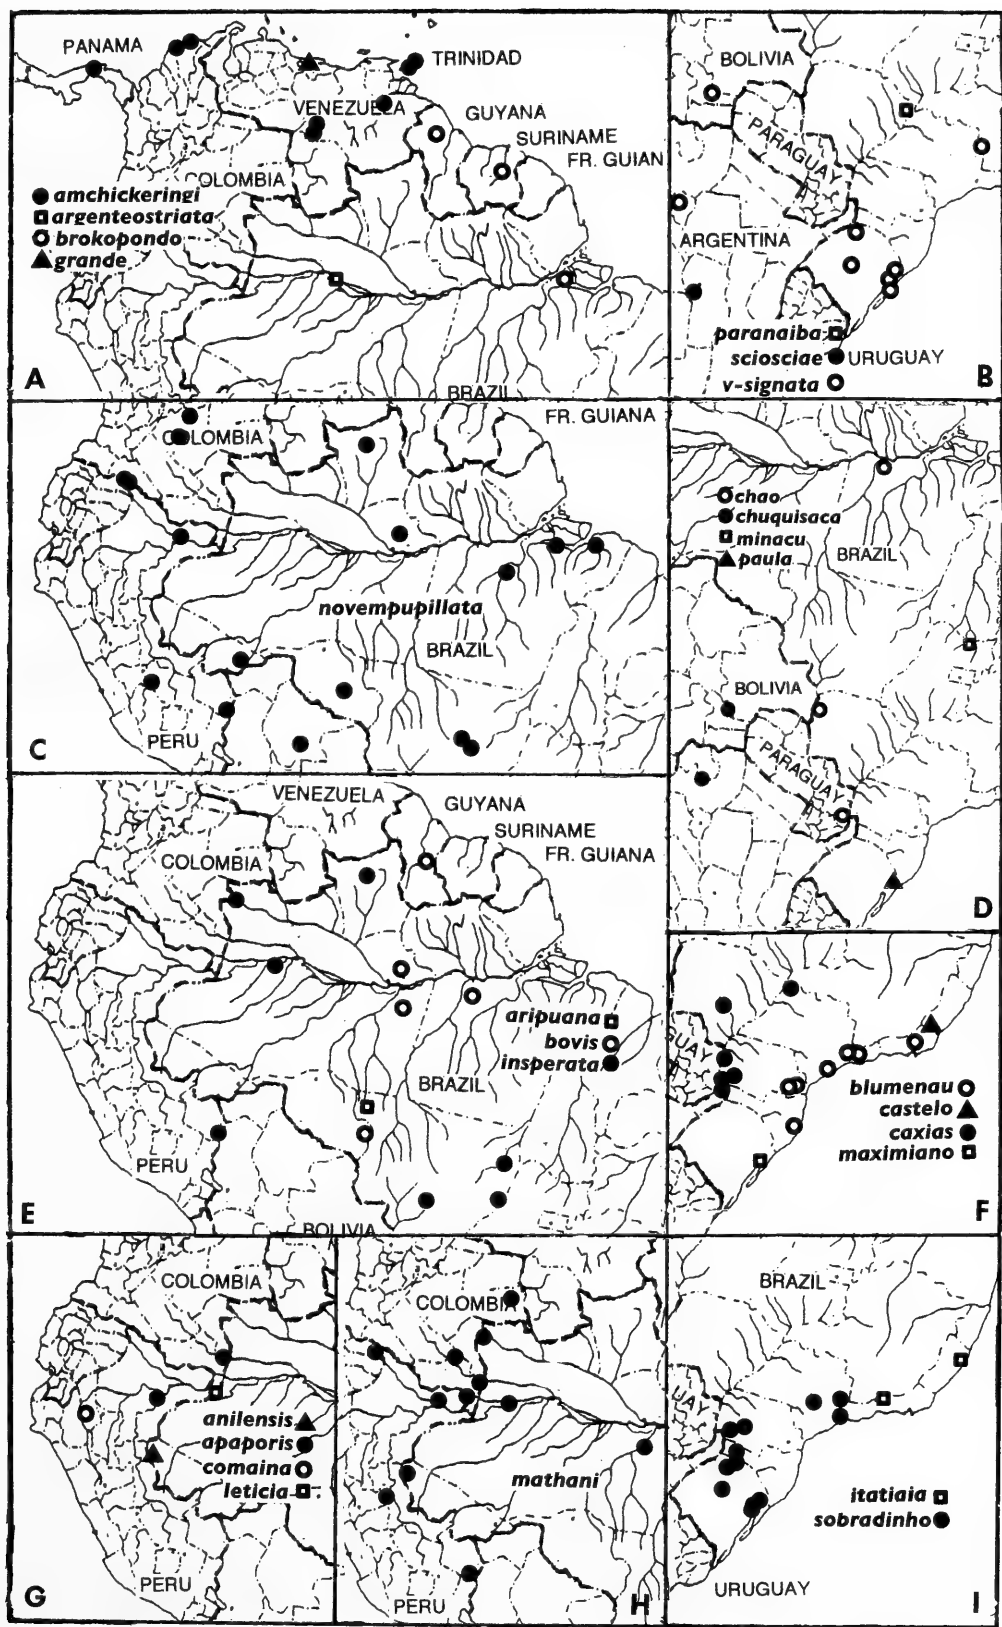 PANAMA
TRINIDAD
VENEZUELA
GUYANA
SURINAME
FR. GUIAN
COLOMBIA
amchickeringi
argenteostriata
brokopondo
grande
BRAZIL
A
BOLIVIA
PARAGUAY
ARGENTINA
paranaiba
sciosciae
URUGUAY
v-signata
B
FR. GUIANA
COLOMBIA
novempupillata
BRAZIL
PERU
C
chao
chuquisaca
minacu
paula
BRAZIL
BOLIVIA
PARAGUAY
D
VENEZUELA
GUYANA
SURINAME
FR. GUIANA
COLOMBIA
aripuana
bovis
insperata
BRAZIL
PERU
BOLIVIA
E
GUAY
blumenau
castelo
caxias
maximiano
F
COLOMBIA
anilensis
apaporis
comaina
leticia
PERU
G
COLOMBIA
mathani
PERU
H
BRAZIL
UAY
itatiaia
sobradinho
URUGUAY
I